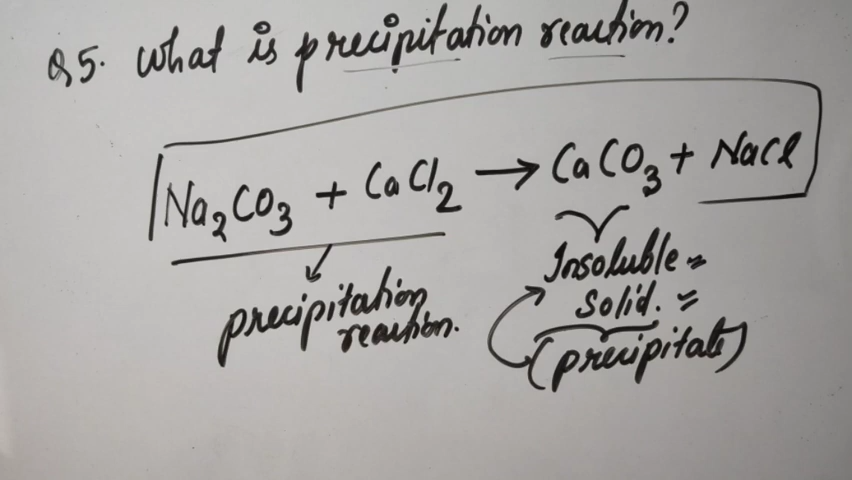 Q5. What is precipitation reaction?
Na₂CO₃ + CaCl₂ → CaCO₃ + NaCl
precipitation
reaction.
Insoluble
solid.
(precipitate)